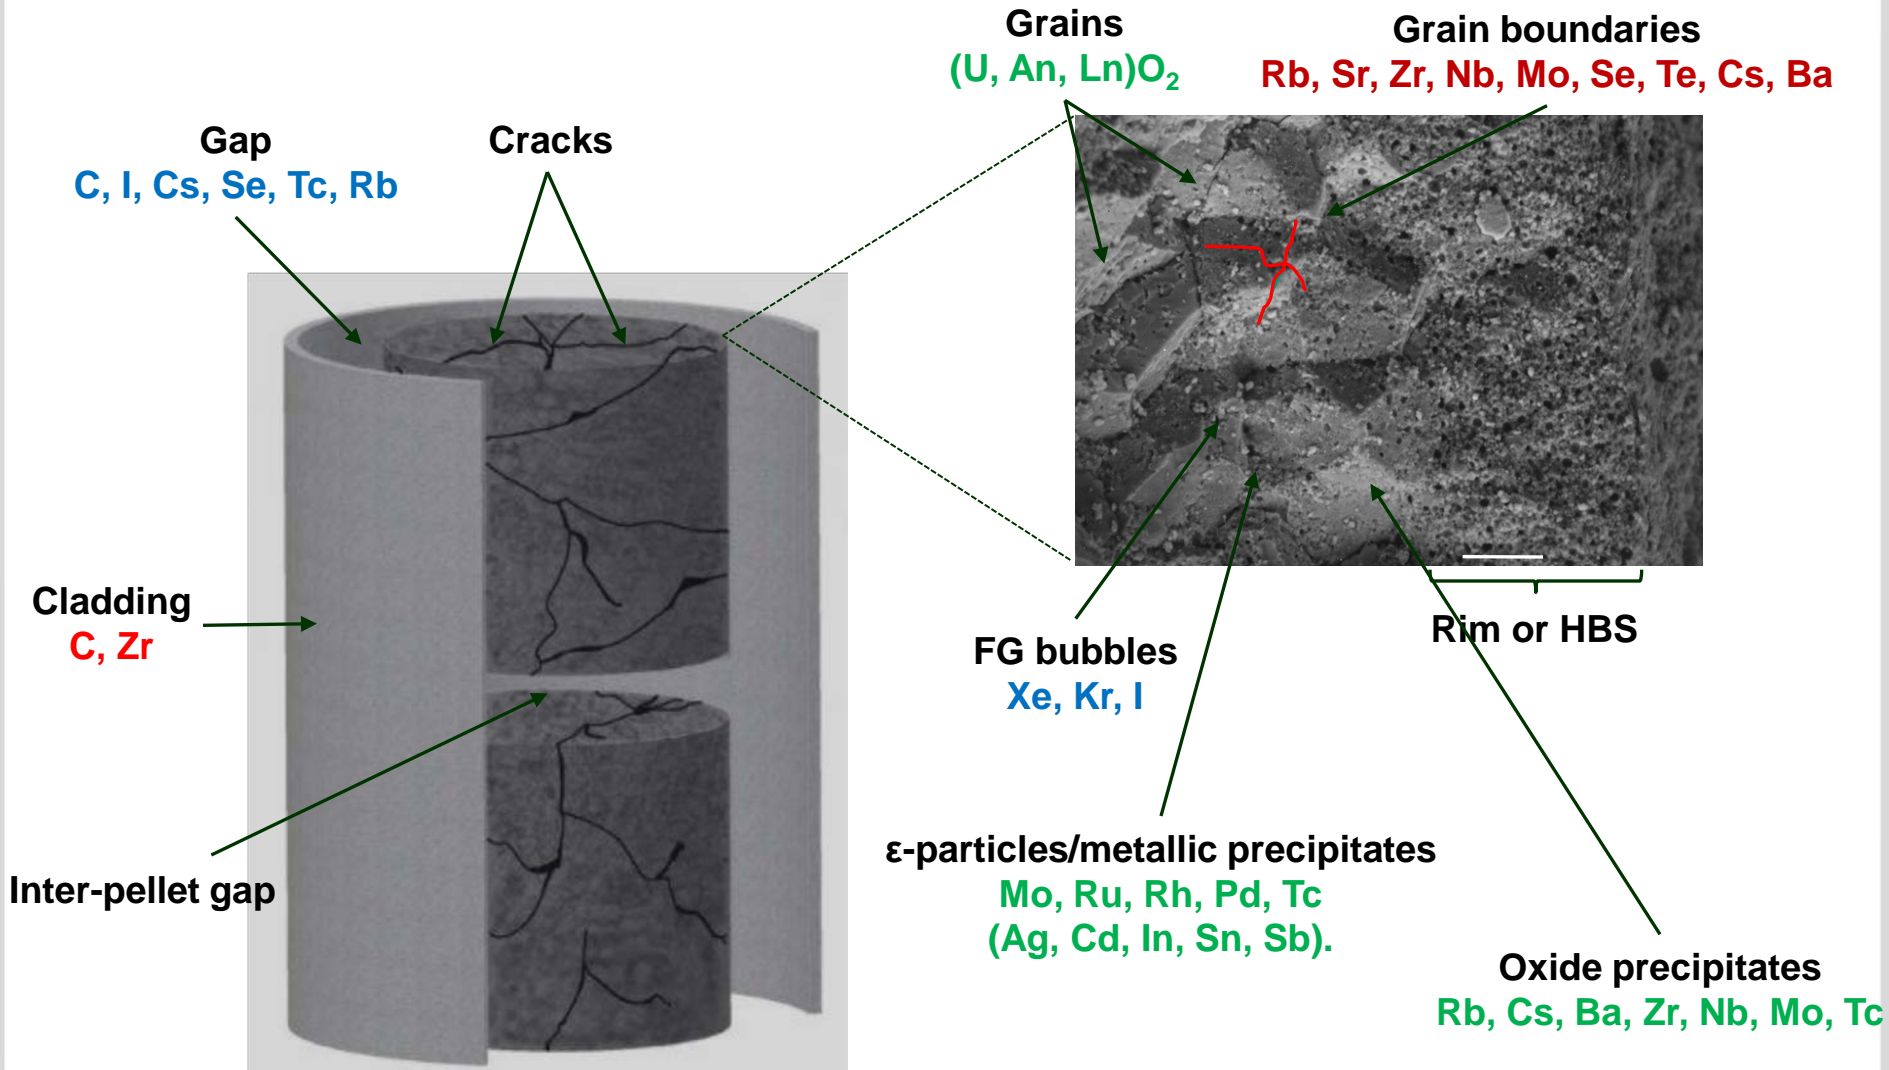 Grains
(U, An, Ln)O₂
Grain boundaries
Rb, Sr, Zr, Nb, Mo, Se, Te, Cs, Ba
Gap
C, I, Cs, Se, Tc, Rb
Cracks
Cladding
C, Zr
Rim or HBS
FG bubbles
Xe, Kr, I
Inter-pellet gap
ε-particles/metallic precipitates
Mo, Ru, Rh, Pd, Tc
(Ag, Cd, In, Sn, Sb).
Oxide precipitates
Rb, Cs, Ba, Zr, Nb, Mo, Tc